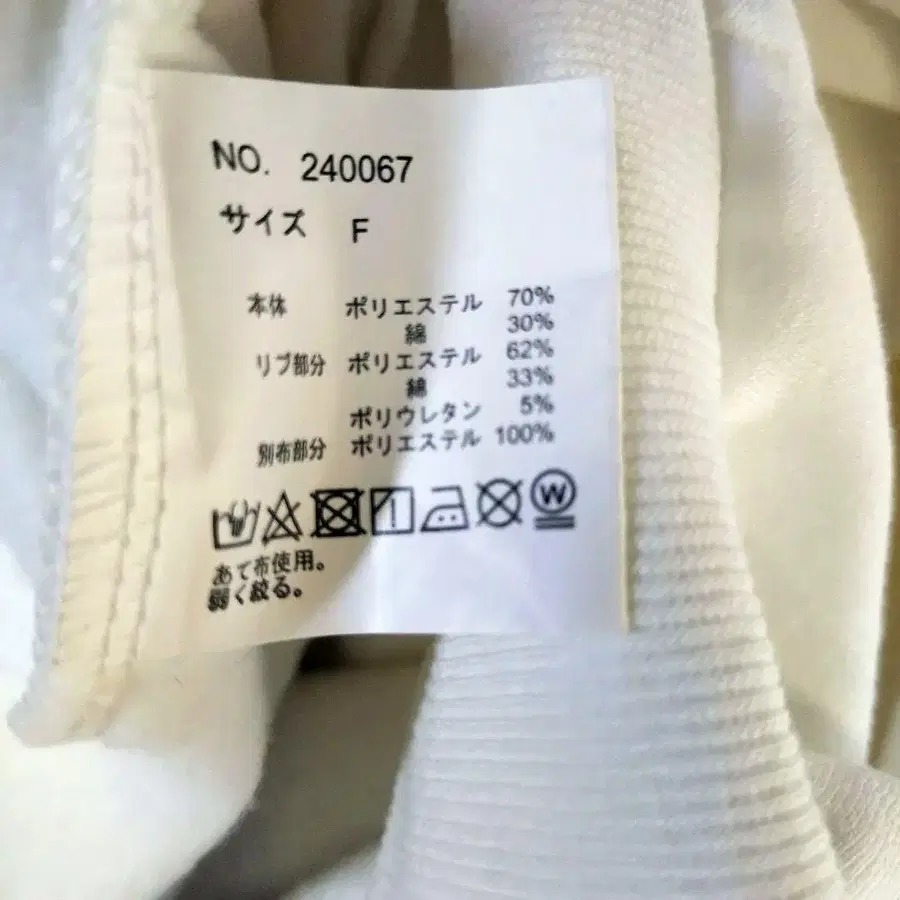 NO. 240067
サイズ F
本体 ポリエステル 70%
綿 30%
リブ部分 ポリエステル 62%
綿 33%
ポリウレタン 5%
別布部分 ポリエステル 100%
W
あて布使用。
弱く絞る。